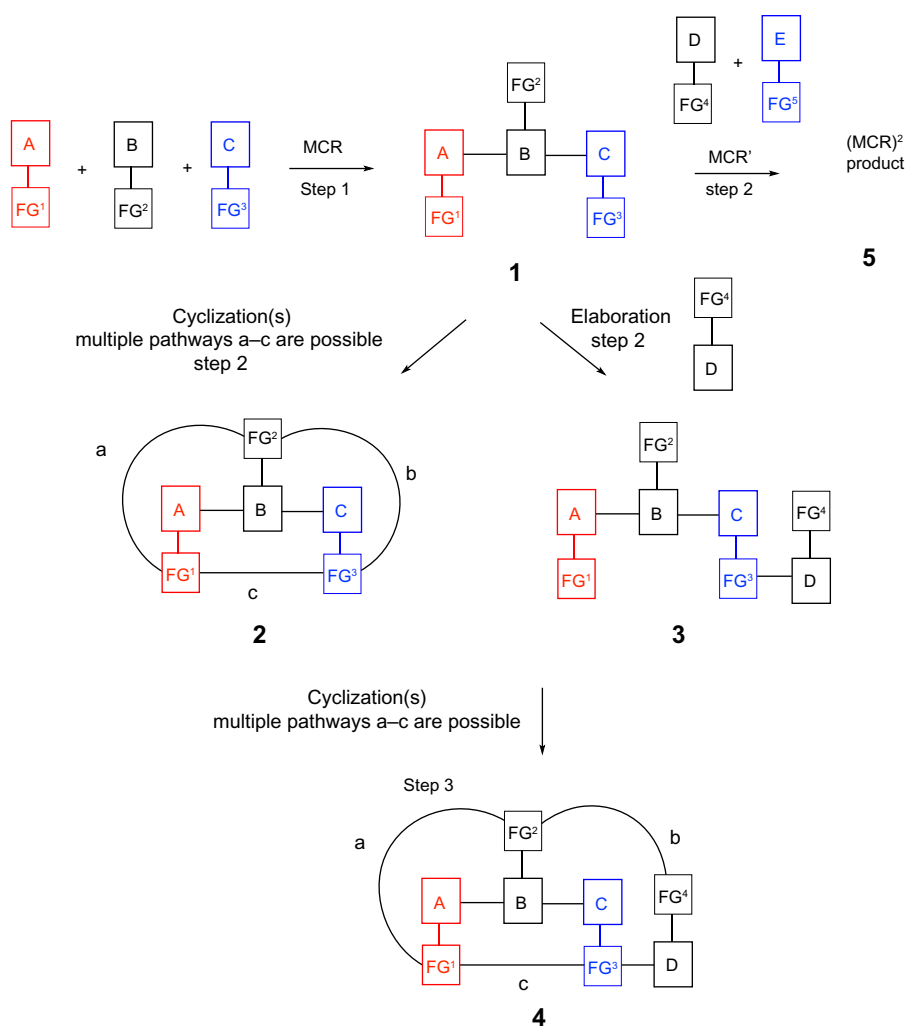 A
+
B
+
C
FG¹
FG²
FG³
MCR
Step 1
FG²
A
B
C
FG¹
FG³
1
D
+
E
FG⁴
FG⁵
MCR'
step 2
(MCR)²
product
5
Cyclization(s)
multiple pathways a–c are possible
step 2
Elaboration
step 2
FG⁴
D
a
FG²
b
A
B
C
FG¹
c
FG³
2
FG²
A
B
C
FG⁴
FG¹
FG³
D
3
Cyclization(s)
multiple pathways a–c are possible
Step 3
a
FG²
b
A
B
C
FG⁴
FG¹
c
FG³
D
4